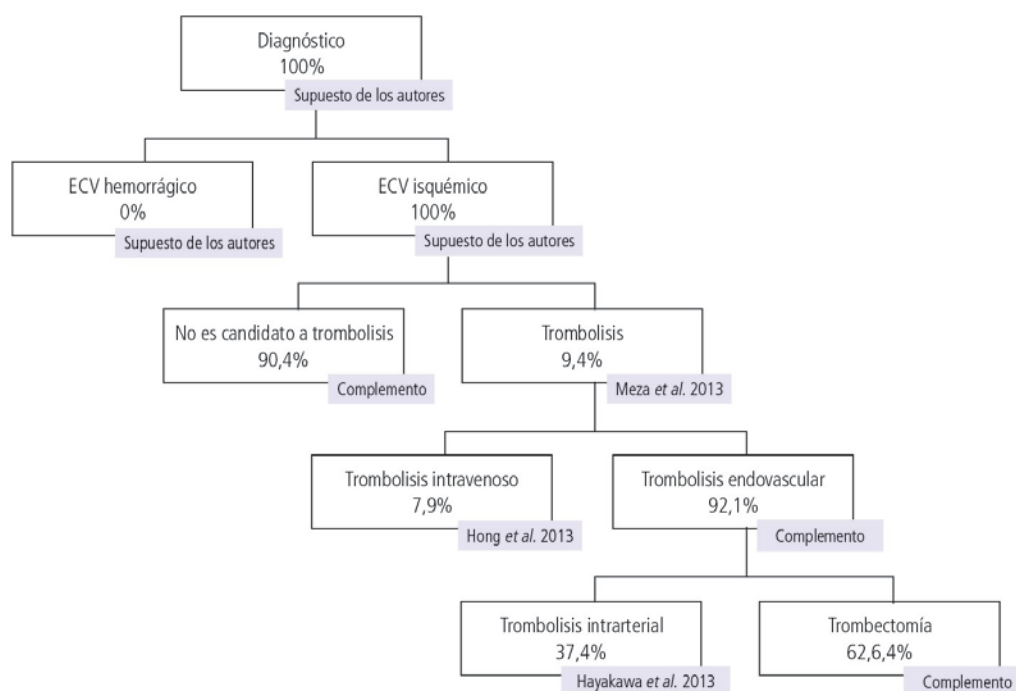 Diagnóstico
100%
Supuesto de los autores
ECV hemorrágico
0%
Supuesto de los autores
ECV isquémico
100%
Supuesto de los autores
No es candidato a trombolisis
90,4%
Complemento
Trombolisis
9,4%
Meza et al. 2013
Trombolisis intravenoso
7,9%
Hong et al. 2013
Trombolisis endovascular
92,1%
Complemento
Trombolisis intrarterial
37,4%
Hayakawa et al. 2013
Trombectomía
62,6,4%
Complemento